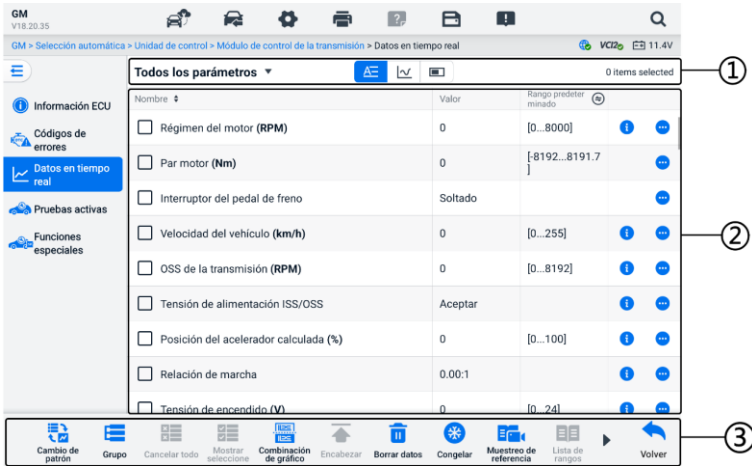 GM
V18.20.35
GM > Selección automática > Unidad de control > Módulo de control de la transmisión > Datos en tiempo real
VCI2 11.4V
Todos los parámetros ▼
0 items selected
①
Información ECU
Códigos de
errores
Datos en tiempo
real
Pruebas activas
Funciones
especiales
Nombre
Valor
Rango predeter
minado
Régimen del motor (RPM) 0 [0...8000]
Par motor (Nm) 0 [-8192...8191.7
]
Interruptor del pedal de freno Soltado
Velocidad del vehículo (km/h) 0 [0...255]
②
OSS de la transmisión (RPM) 0 [0...8192]
Tensión de alimentación ISS/OSS Aceptar
Posición del acelerador calculada (%) 0 [0...100]
Relación de marcha 0.00:1
Tensión de encendido (V) 0 [0...24]
Cambio de
patrón
Grupo
Cancelar todo
Mostrar
seleccione
Combinación
de gráfico
Encabezar
Borrar datos
Congelar
Muestreo de
referencia
Lista de
rangos
Volver
③